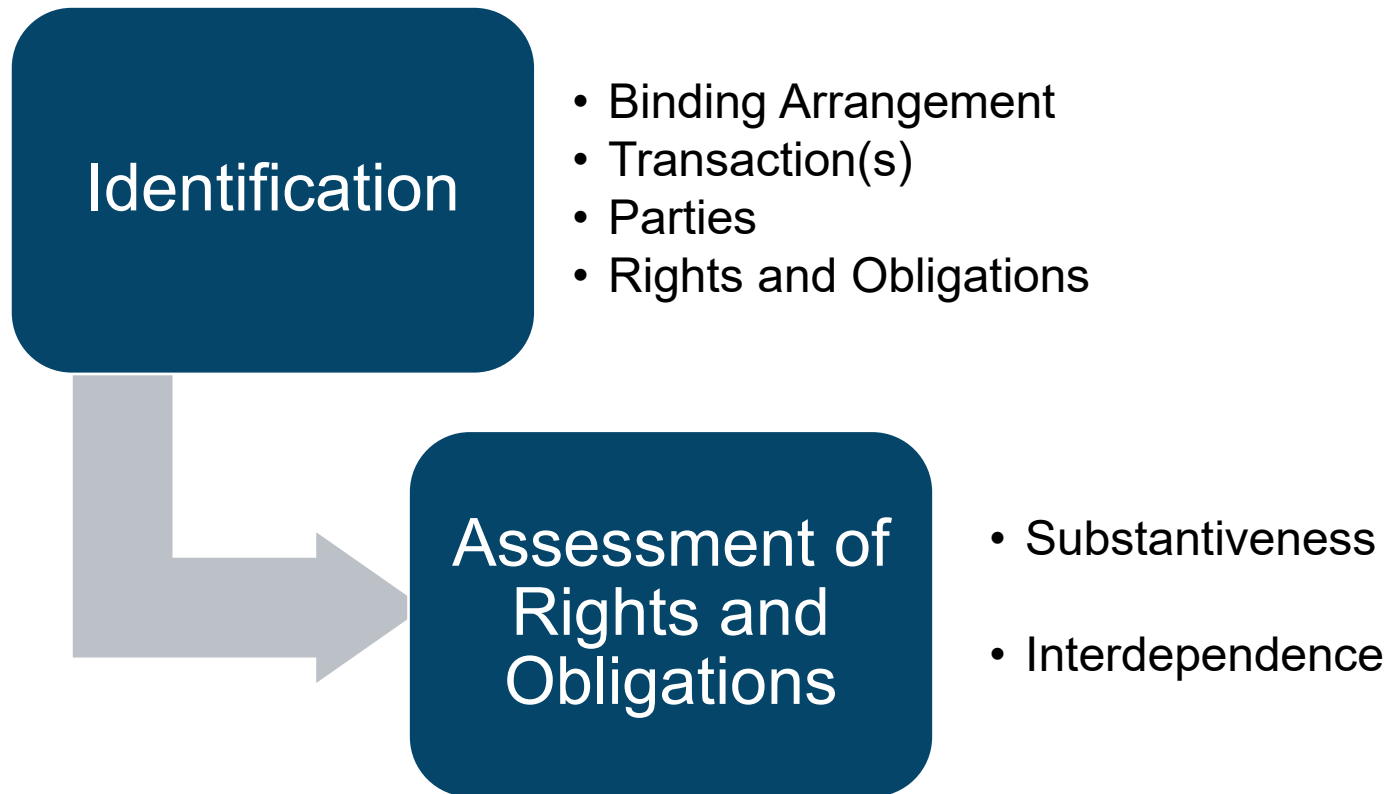 Identification
• Binding Arrangement
• Transaction(s)
• Parties
• Rights and Obligations
Assessment of
Rights and
Obligations
• Substantiveness
• Interdependence